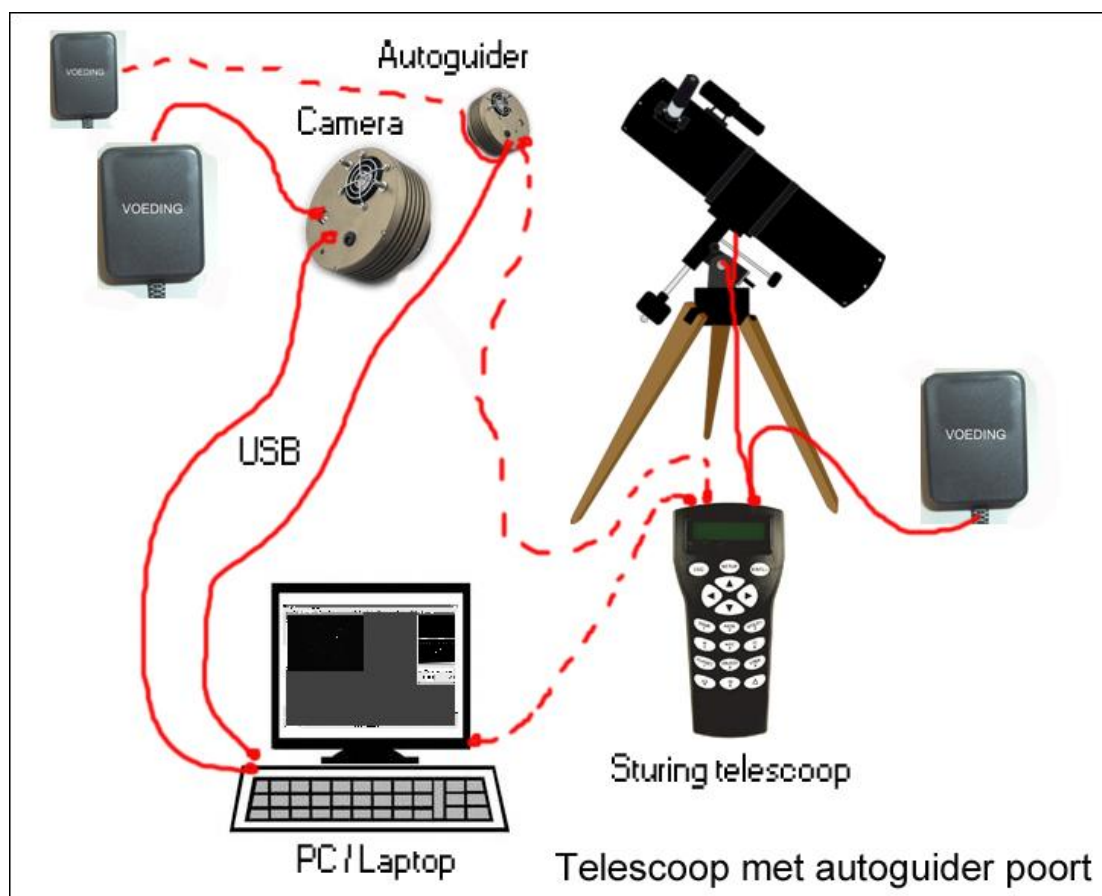 VOEDING
Autoguider
Camera
VOEDING
USB
VOEDING
Sturing telescoop
PC / Laptop
Telescoop met autoguider poort